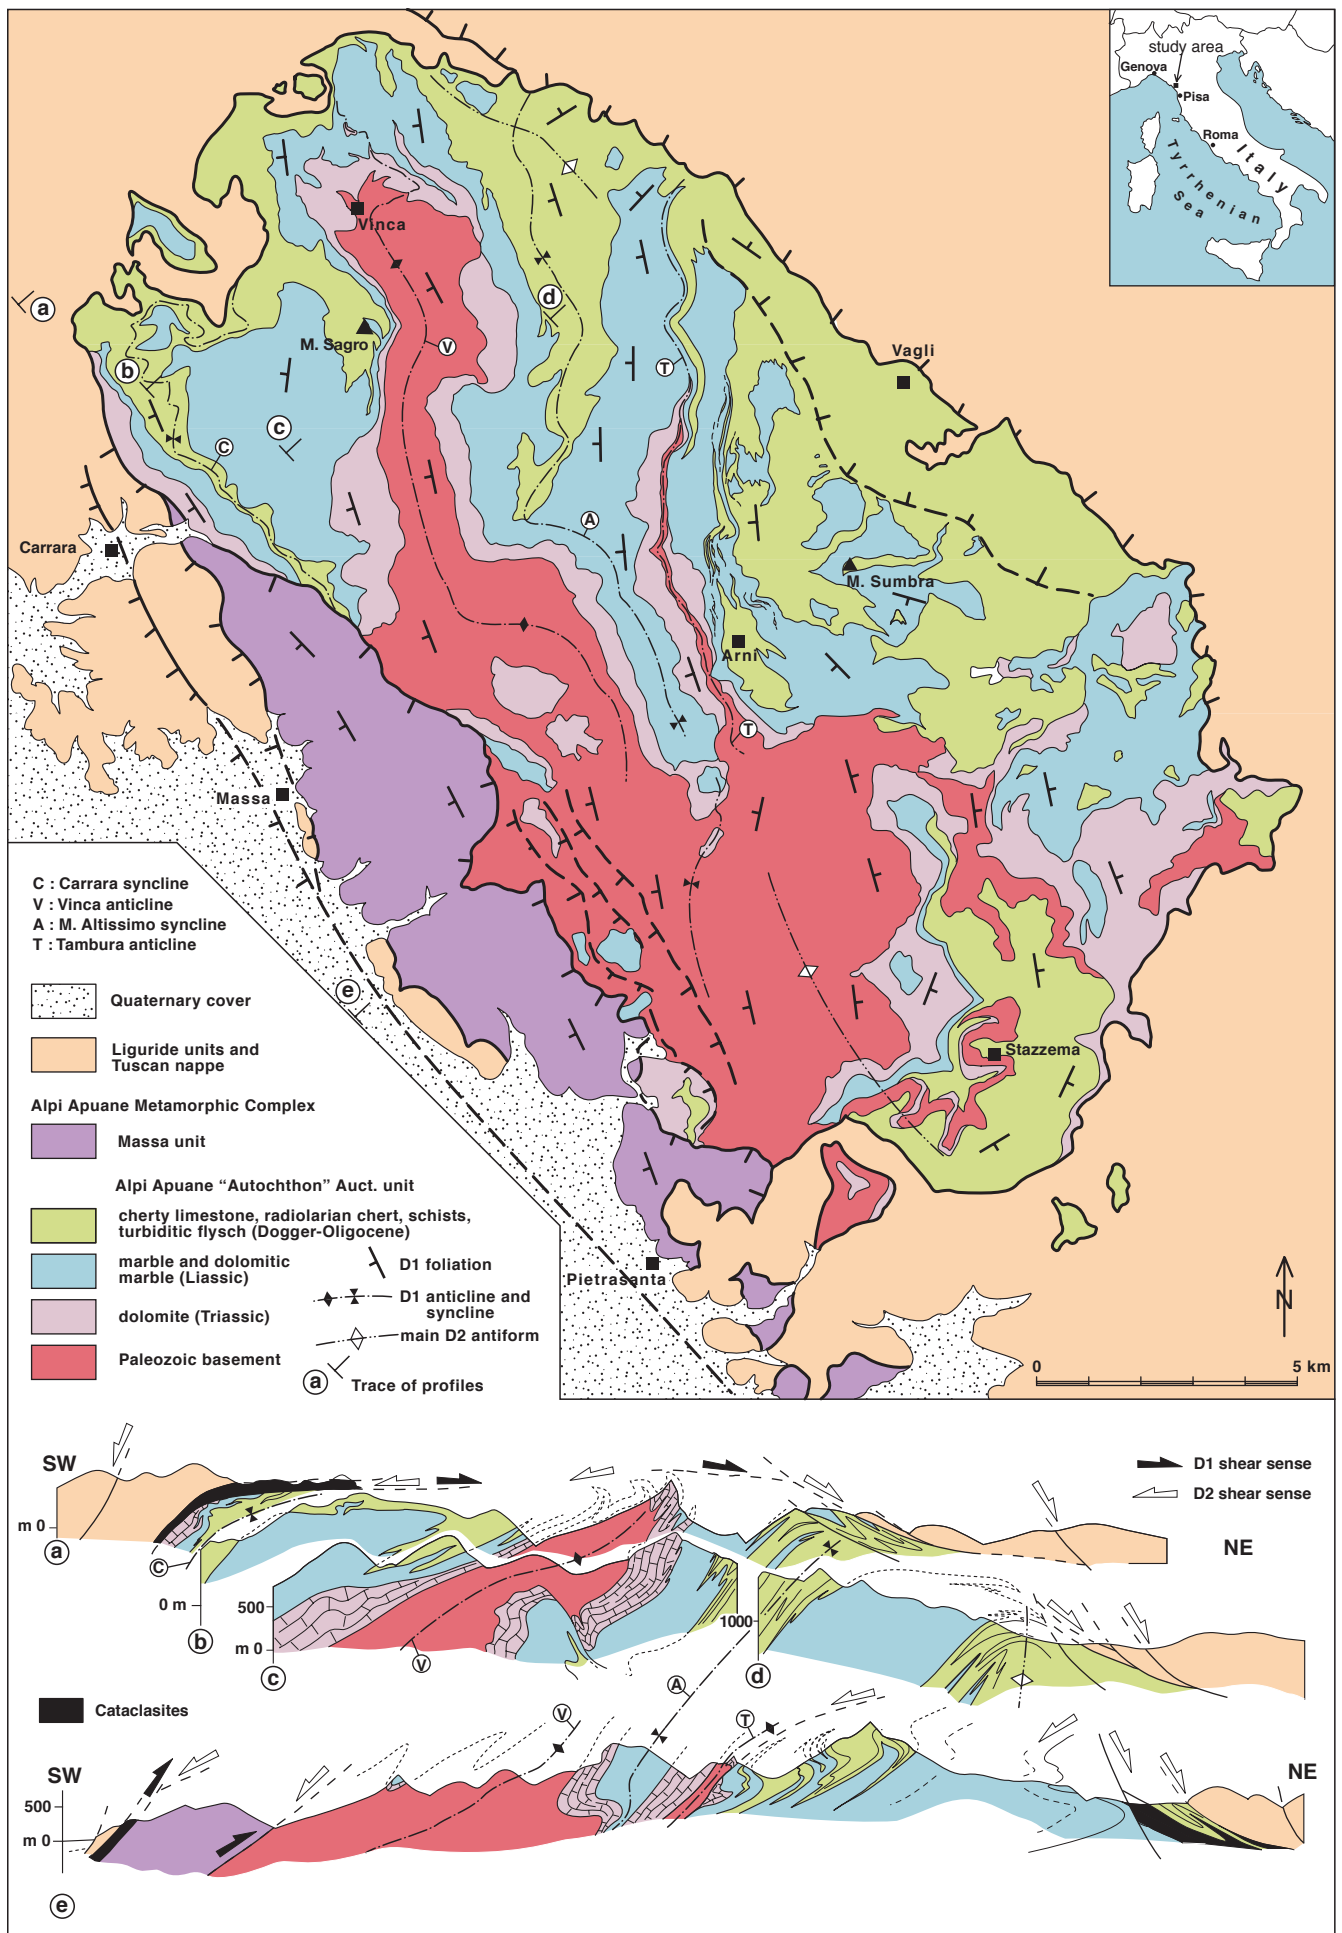 study area
Genova
Pisa
Roma
Italy
Tyrrhenian
Sea
Vinca
a
d
M. Sagro
V
Vagli
b
T
c
C
A
Carrara
M. Sumbra
Arni
T
Massa
C : Carrara syncline
V : Vinca anticline
A : M. Altissimo syncline
T : Tambura anticline
e
Quaternary cover
Liguride units and
Tuscan nappe
Stazzema
Alpi Apuane Metamorphic Complex
Massa unit
Alpi Apuane “Autochthon” Auct. unit
cherty limestone, radiolarian chert, schists,
turbiditic flysch (Dogger-Oligocene)
marble and dolomitic
marble (Liassic)
D1 foliation
Pietrasanta
D1 anticline and
syncline
dolomite (Triassic)
main D2 antiform
Paleozoic basement
a
Trace of profiles
N
0 5 km
SW
D1 shear sense
D2 shear sense
m 0
a
C
NE
0 m
b
500
m 0
c
V
1000
d
A
Cataclasites
V
T
SW
NE
500
m 0
e